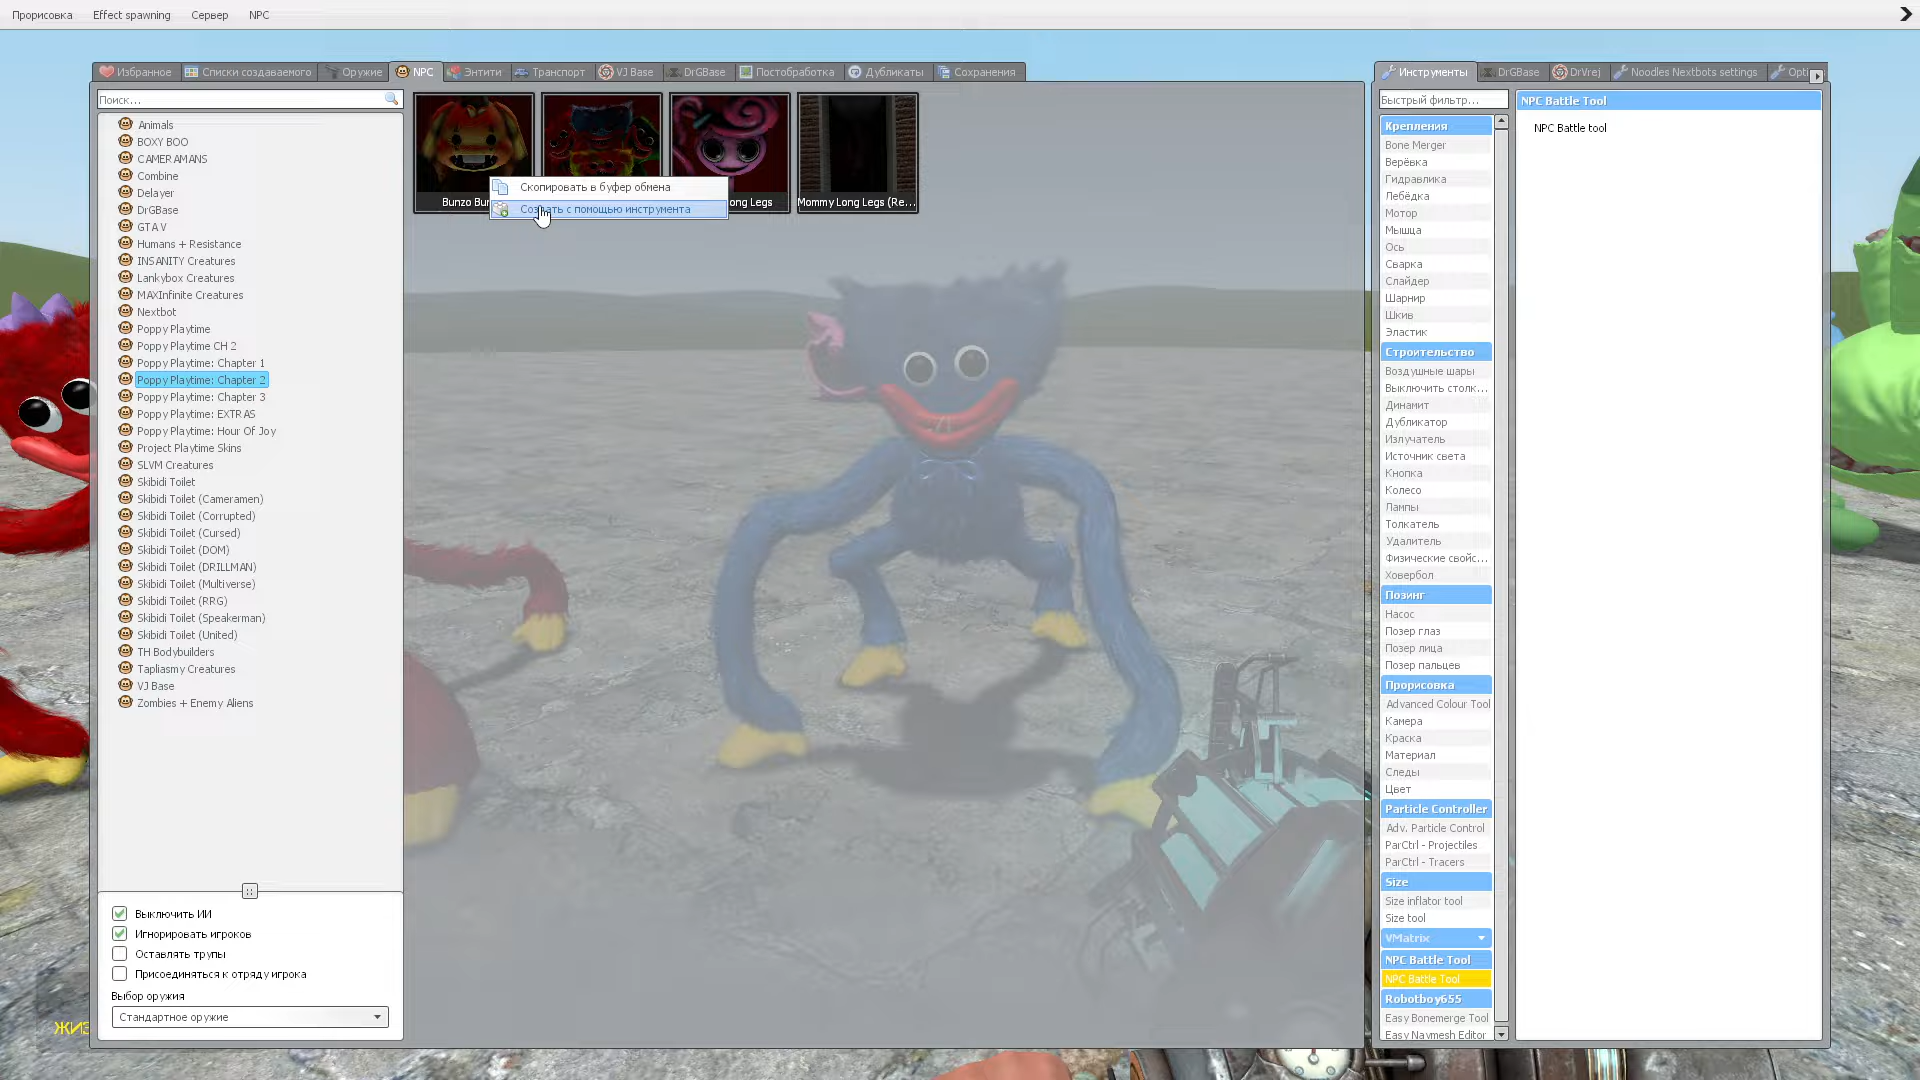 Прорисовка
Effect spawning
Сервер
NPC
Избранное
Списки создаваемого
Оружие
NPC
Энтити
Транспорт
VJ Base
DrGBase
Постобработка
Дубликаты
Сохранения
Поиск...
Animals
BOXY BOO
CAMERAMANS
Combine
Delayer
DrGBase
GTA V
Humans + Resistance
INSANITY Creatures
Lankybox Creatures
MAXInfinite Creatures
Nextbot
Poppy Playtime
Poppy Playtime CH 2
Poppy Playtime: Chapter 1
Poppy Playtime: Chapter 2
Poppy Playtime: Chapter 3
Poppy Playtime: EXTRAS
Poppy Playtime: Hour Of Joy
Project Playtime Skins
SLVM Creatures
Skibidi Toilet
Skibidi Toilet (Cameramen)
Skibidi Toilet (Corrupted)
Skibidi Toilet (Cursed)
Skibidi Toilet (DOM)
Skibidi Toilet (DRILLMAN)
Skibidi Toilet (Multiverse)
Skibidi Toilet (RRG)
Skibidi Toilet (Speakerman)
Skibidi Toilet (United)
TH Bodybuilders
Tapliasmy Creatures
VJ Base
Zombies + Enemy Aliens
Выключить ИИ
Игнорировать игроков
Оставлять трупы
Присоединяться к отряду игрока
Выбор оружия
Стандартное оружие
Bunzo Bun
ong Legs
Mommy Long Legs (Re...
Скопировать в буфер обмена
Создать с помощью инструмента
Инструменты
DrGBase
DrVrej
Noodles Nextbots settings
Opti
Быстрый фильтр...
Крепления
Bone Merger
Верёвка
Гидравлика
Лебёдка
Мотор
Мышца
Ось
Сварка
Слайдер
Шарнир
Шкив
Эластик
Строительство
Воздушные шары
Выключить столк...
Динамит
Дубликатор
Излучатель
Источник света
Кнопка
Колесо
Лампы
Толкатель
Удалитель
Физические свойс...
Ховербол
Позинг
Насос
Позер глаз
Позер лица
Позер пальцев
Прорисовка
Advanced Colour Tool
Камера
Краска
Материал
Следы
Цвет
Particle Controller
Adv. Particle Control
ParCtrl - Projectiles
ParCtrl - Tracers
Size
Size inflator tool
Size tool
VMatrix
NPC Battle Tool
NPC Battle Tool
Robotboy655
Easy Bonemerge Tool
Easy Navmesh Editor
NPC Battle Tool
NPC Battle tool
ЖИЗ